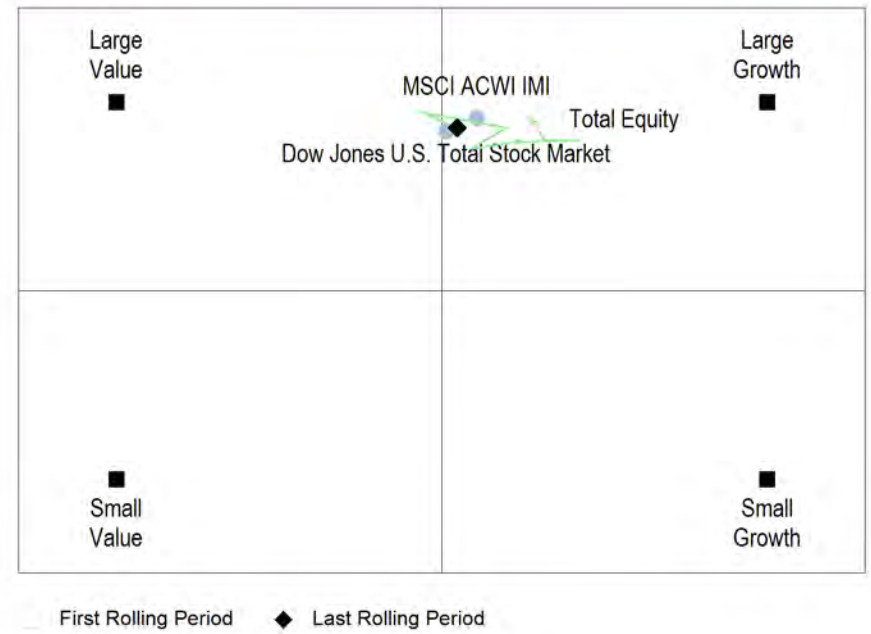 Large
Value
Large
Growth
MSCI ACWI IMI
Total Equity
Dow Jones U.S. Total Stock Market
Small
Value
Small
Growth
First Rolling Period
Last Rolling Period